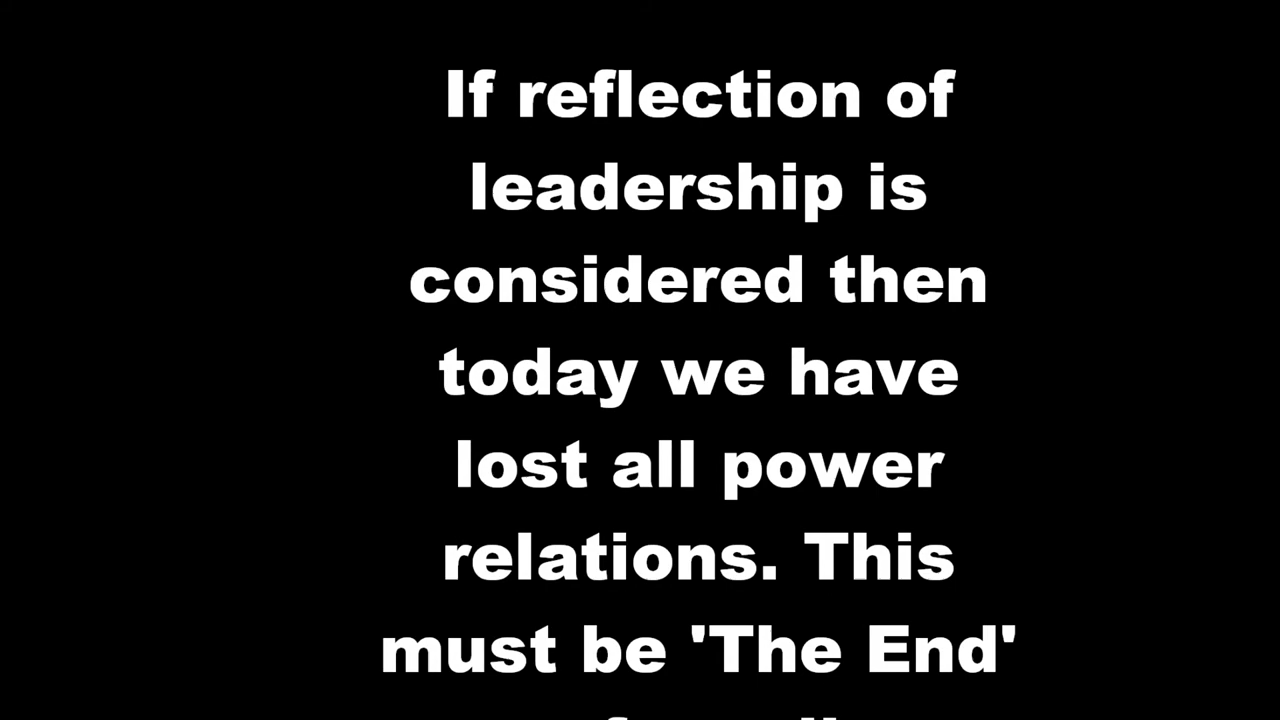 If reflection of
leadership is
considered then
today we have
lost all power
relations. This
must be 'The End'